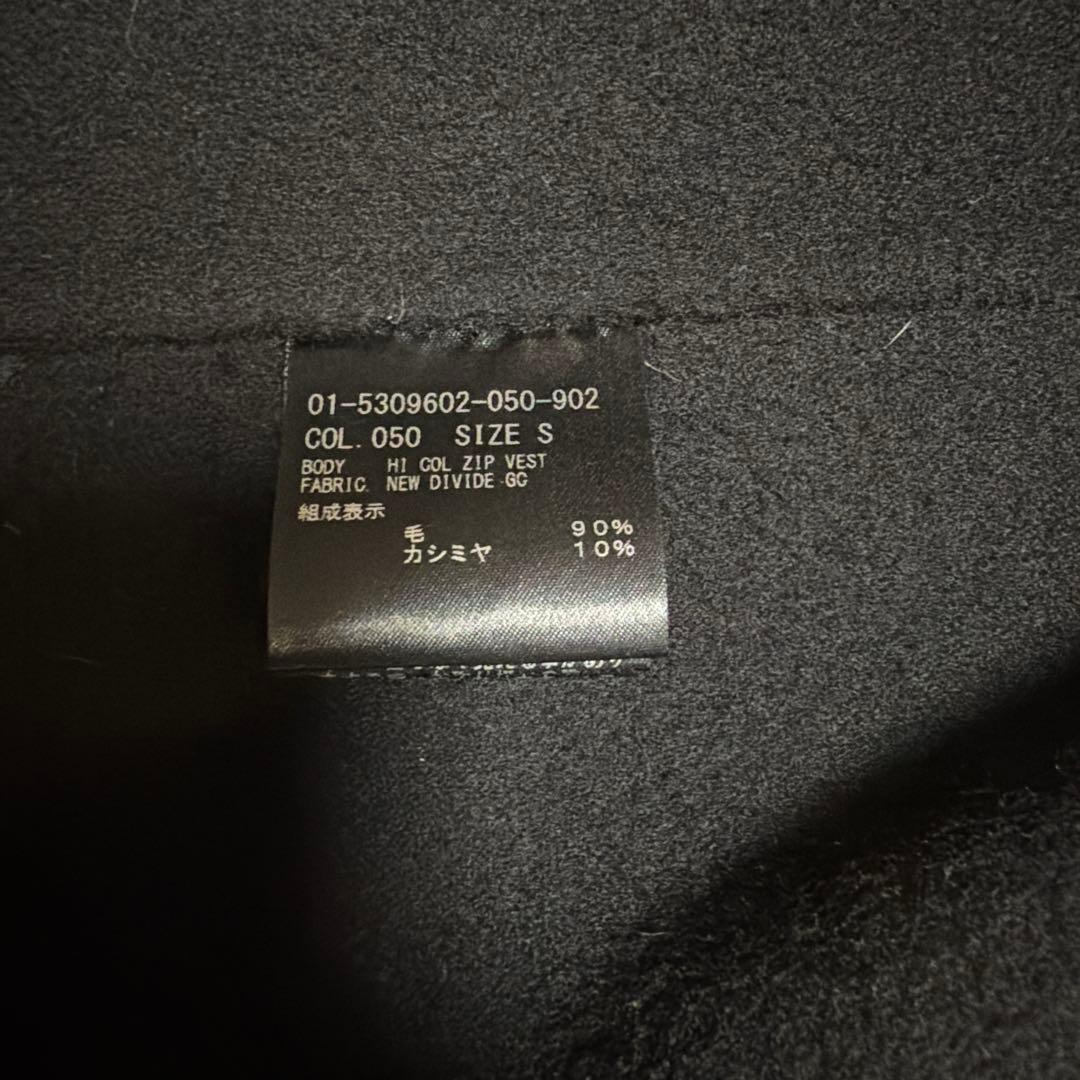 01-5309602-050-902
COL. 050 SIZE S
BODY HI COL ZIP VEST
FABRIC. NEW DIVIDE GC
組成表示
毛 90%
カシミヤ 10%